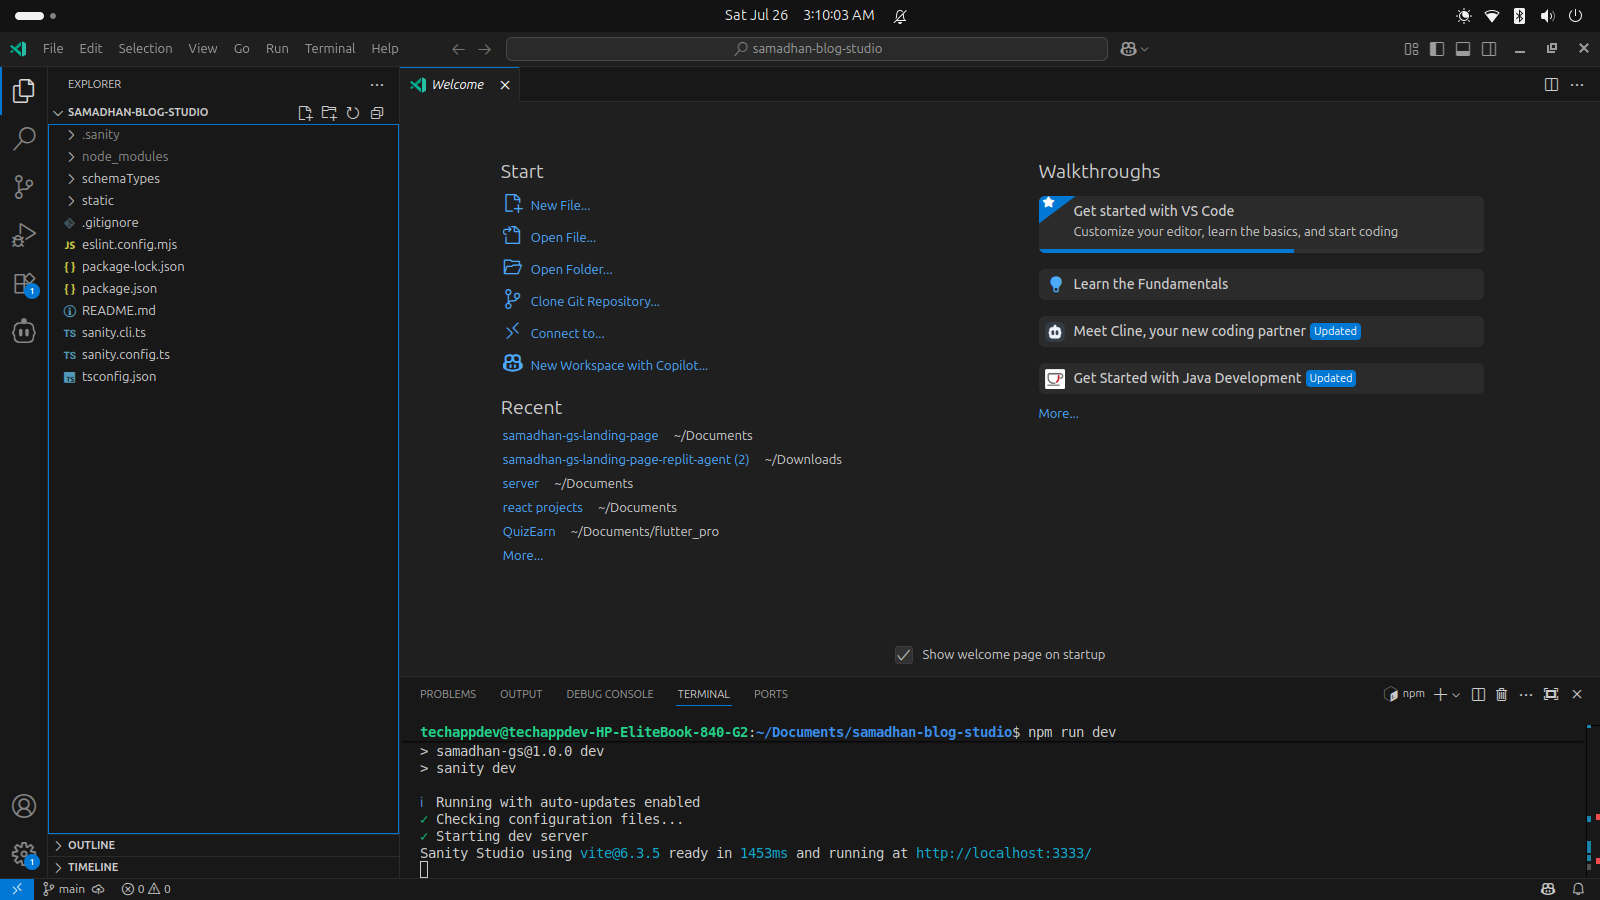 Sat Jul 26 3:10:03 AM
File Edit Selection View Go Run Terminal Help
samadhan-blog-studio
EXPLORER
SAMADHAN-BLOG-STUDIO
.sanity
node_modules
schemaTypes
static
.gitignore
JS eslint.config.mjs
{ } package-lock.json
{ } package.json
README.md
TS sanity.cli.ts
TS sanity.config.ts
TS tsconfig.json
OUTLINE
TIMELINE
1
1
Welcome
Start
New File...
Open File...
Open Folder...
Clone Git Repository...
Connect to...
New Workspace with Copilot...
Recent
samadhan-gs-landing-page ~/Documents
samadhan-gs-landing-page-replit-agent (2) ~/Downloads
server ~/Documents
react projects ~/Documents
QuizEarn ~/Documents/flutter_pro
More...
Walkthroughs
Get started with VS Code
Customize your editor, learn the basics, and start coding
Learn the Fundamentals
Meet Cline, your new coding partner Updated
Get Started with Java Development Updated
More...
Show welcome page on startup
PROBLEMS OUTPUT DEBUG CONSOLE TERMINAL PORTS
npm
techappdev@techappdev-HP-EliteBook-840-G2:~/Documents/samadhan-blog-studio$ npm run dev
> samadhan-gs@1.0.0 dev
> sanity dev
i Running with auto-updates enabled
✓ Checking configuration files...
✓ Starting dev server
Sanity Studio using vite@6.3.5 ready in 1453ms and running at http://localhost:3333/
main 0 0